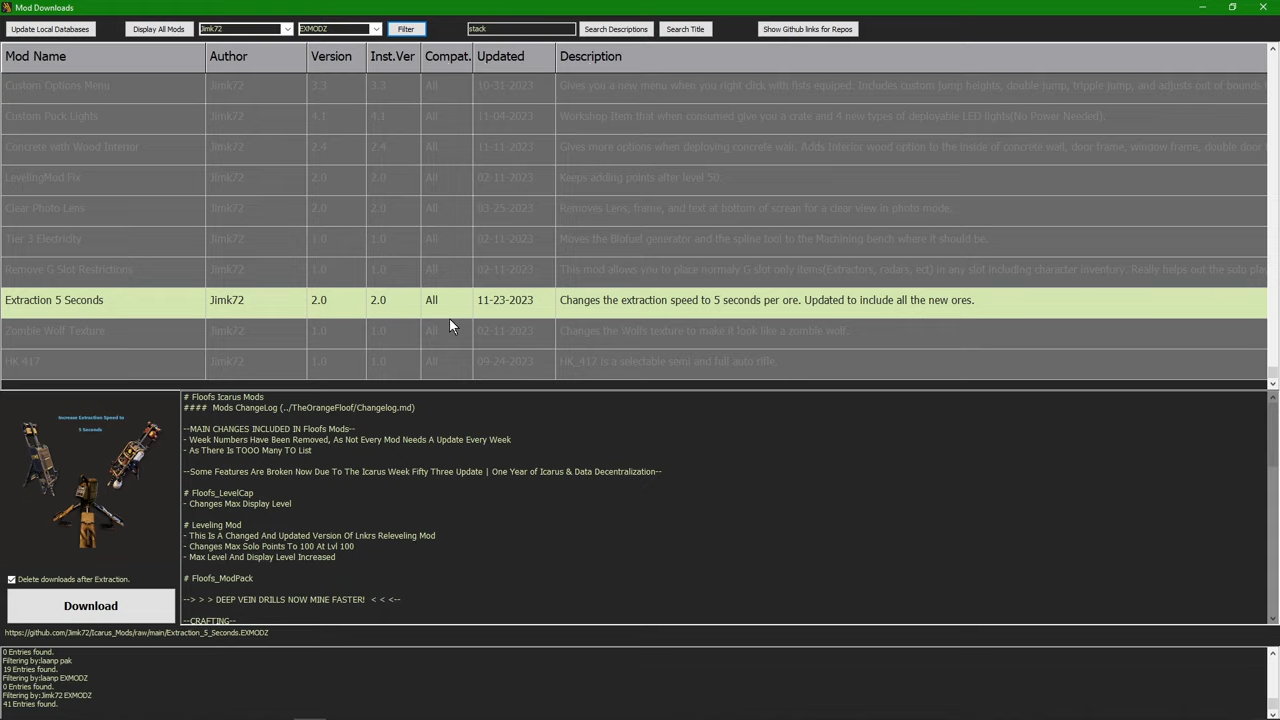 Mod Downloads
Update Local Databases Display All Mods Jimk72 EXMODZ Filter stack Search Descriptions Search Title Show Github links for Repos
Mod Name Author Version Inst.Ver Compat. Updated Description
Custom Options Menu Jimk72 3.3 3.3 All 10-31-2023 Gives you a new menu when you right click with fists equiped. Includes custom jump heights, double jump, tripple jump, and adjusts out of bounds
Custom Puck Lights Jimk72 4.1 4.1 All 11-04-2023 Workshop Item that when consumed give you a crate and 4 new types of deployable LED lights(No Power Needed).
Concrete with Wood Interior Jimk72 2.4 2.4 All 11-11-2023 Gives more options when deploying concrete wall. Adds Interior wood option to the inside of concrete wall, door frame, window frame, double door
LevelingMod Fix Jimk72 2.0 2.0 All 02-11-2023 Keeps adding points after level 50.
Clear Photo Lens Jimk72 2.0 2.0 All 03-25-2023 Removes Lens, frame, and text at bottom of screan for a clear view in photo mode.
Tier 3 Electricity Jimk72 1.0 1.0 All 02-11-2023 Moves the Biofuel generator and the spline tool to the Machining bench where it should be.
Remove G Slot Restrictions Jimk72 1.0 1.0 All 02-11-2023 This mod allows you to place normaly G slot only items(Extractors, radars, ect) in any slot including character inventory. Really helps out the solo play
Extraction 5 Seconds Jimk72 2.0 2.0 All 11-23-2023 Changes the extraction speed to 5 seconds per ore. Updated to include all the new ores.
Zombie Wolf Texture Jimk72 1.0 1.0 All 02-11-2023 Changes the Wolfs texture to make it look like a zombie wolf.
HK 417 Jimk72 1.0 1.0 All 09-24-2023 HK_417 is a selectable semi and full auto rifle.
Increase Extraction Speed to
5 Seconds
# Floofs Icarus Mods
#### Mods ChangeLog (../TheOrangeFloof/Changelog.md)
--MAIN CHANGES INCLUDED IN Floofs Mods--
- Week Numbers Have Been Removed, As Not Every Mod Needs A Update Every Week
- As There Is TOOO Many TO List
--Some Features Are Broken Now Due To The Icarus Week Fifty Three Update | One Year of Icarus & Data Decentralization--
# Floofs_LevelCap
- Changes Max Display Level
# Leveling Mod
- This Is A Changed And Updated Version Of Lnkrs Releveling Mod
- Changes Max Solo Points To 100 At Lvl 100
- Max Level And Display Level Increased
# Floofs_ModPack
--> > > DEEP VEIN DRILLS NOW MINE FASTER! < < <--
--CRAFTING--
Delete downloads after Extraction.
Download
https://github.com/Jimk72/Icarus_Mods/raw/main/Extraction_5_Seconds.EXMODZ
0 Entries found.
Filtering by:laanp pak
19 Entries found.
Filtering by:laanp EXMODZ
0 Entries found.
Filtering by:Jimk72 EXMODZ
41 Entries found.